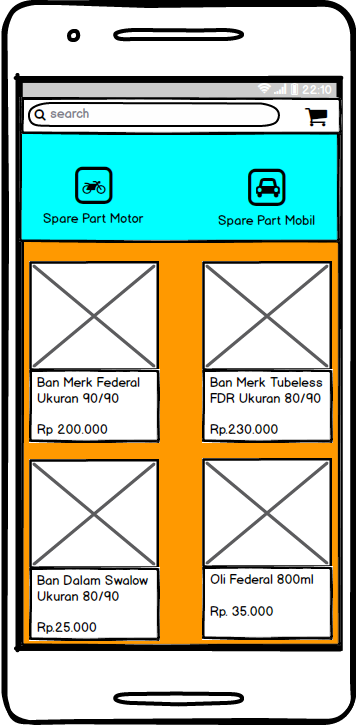 22:10
search
Spare Part Motor
Spare Part Mobil
Ban Merk Federal
Ukuran 90/90
Rp 200.000
Ban Merk Tubeless
FDR Ukuran 80/90
Rp.230.000
Ban Dalam Swalow
Ukuran 80/90
Rp.25.000
Oli Federal 800ml
Rp. 35.000